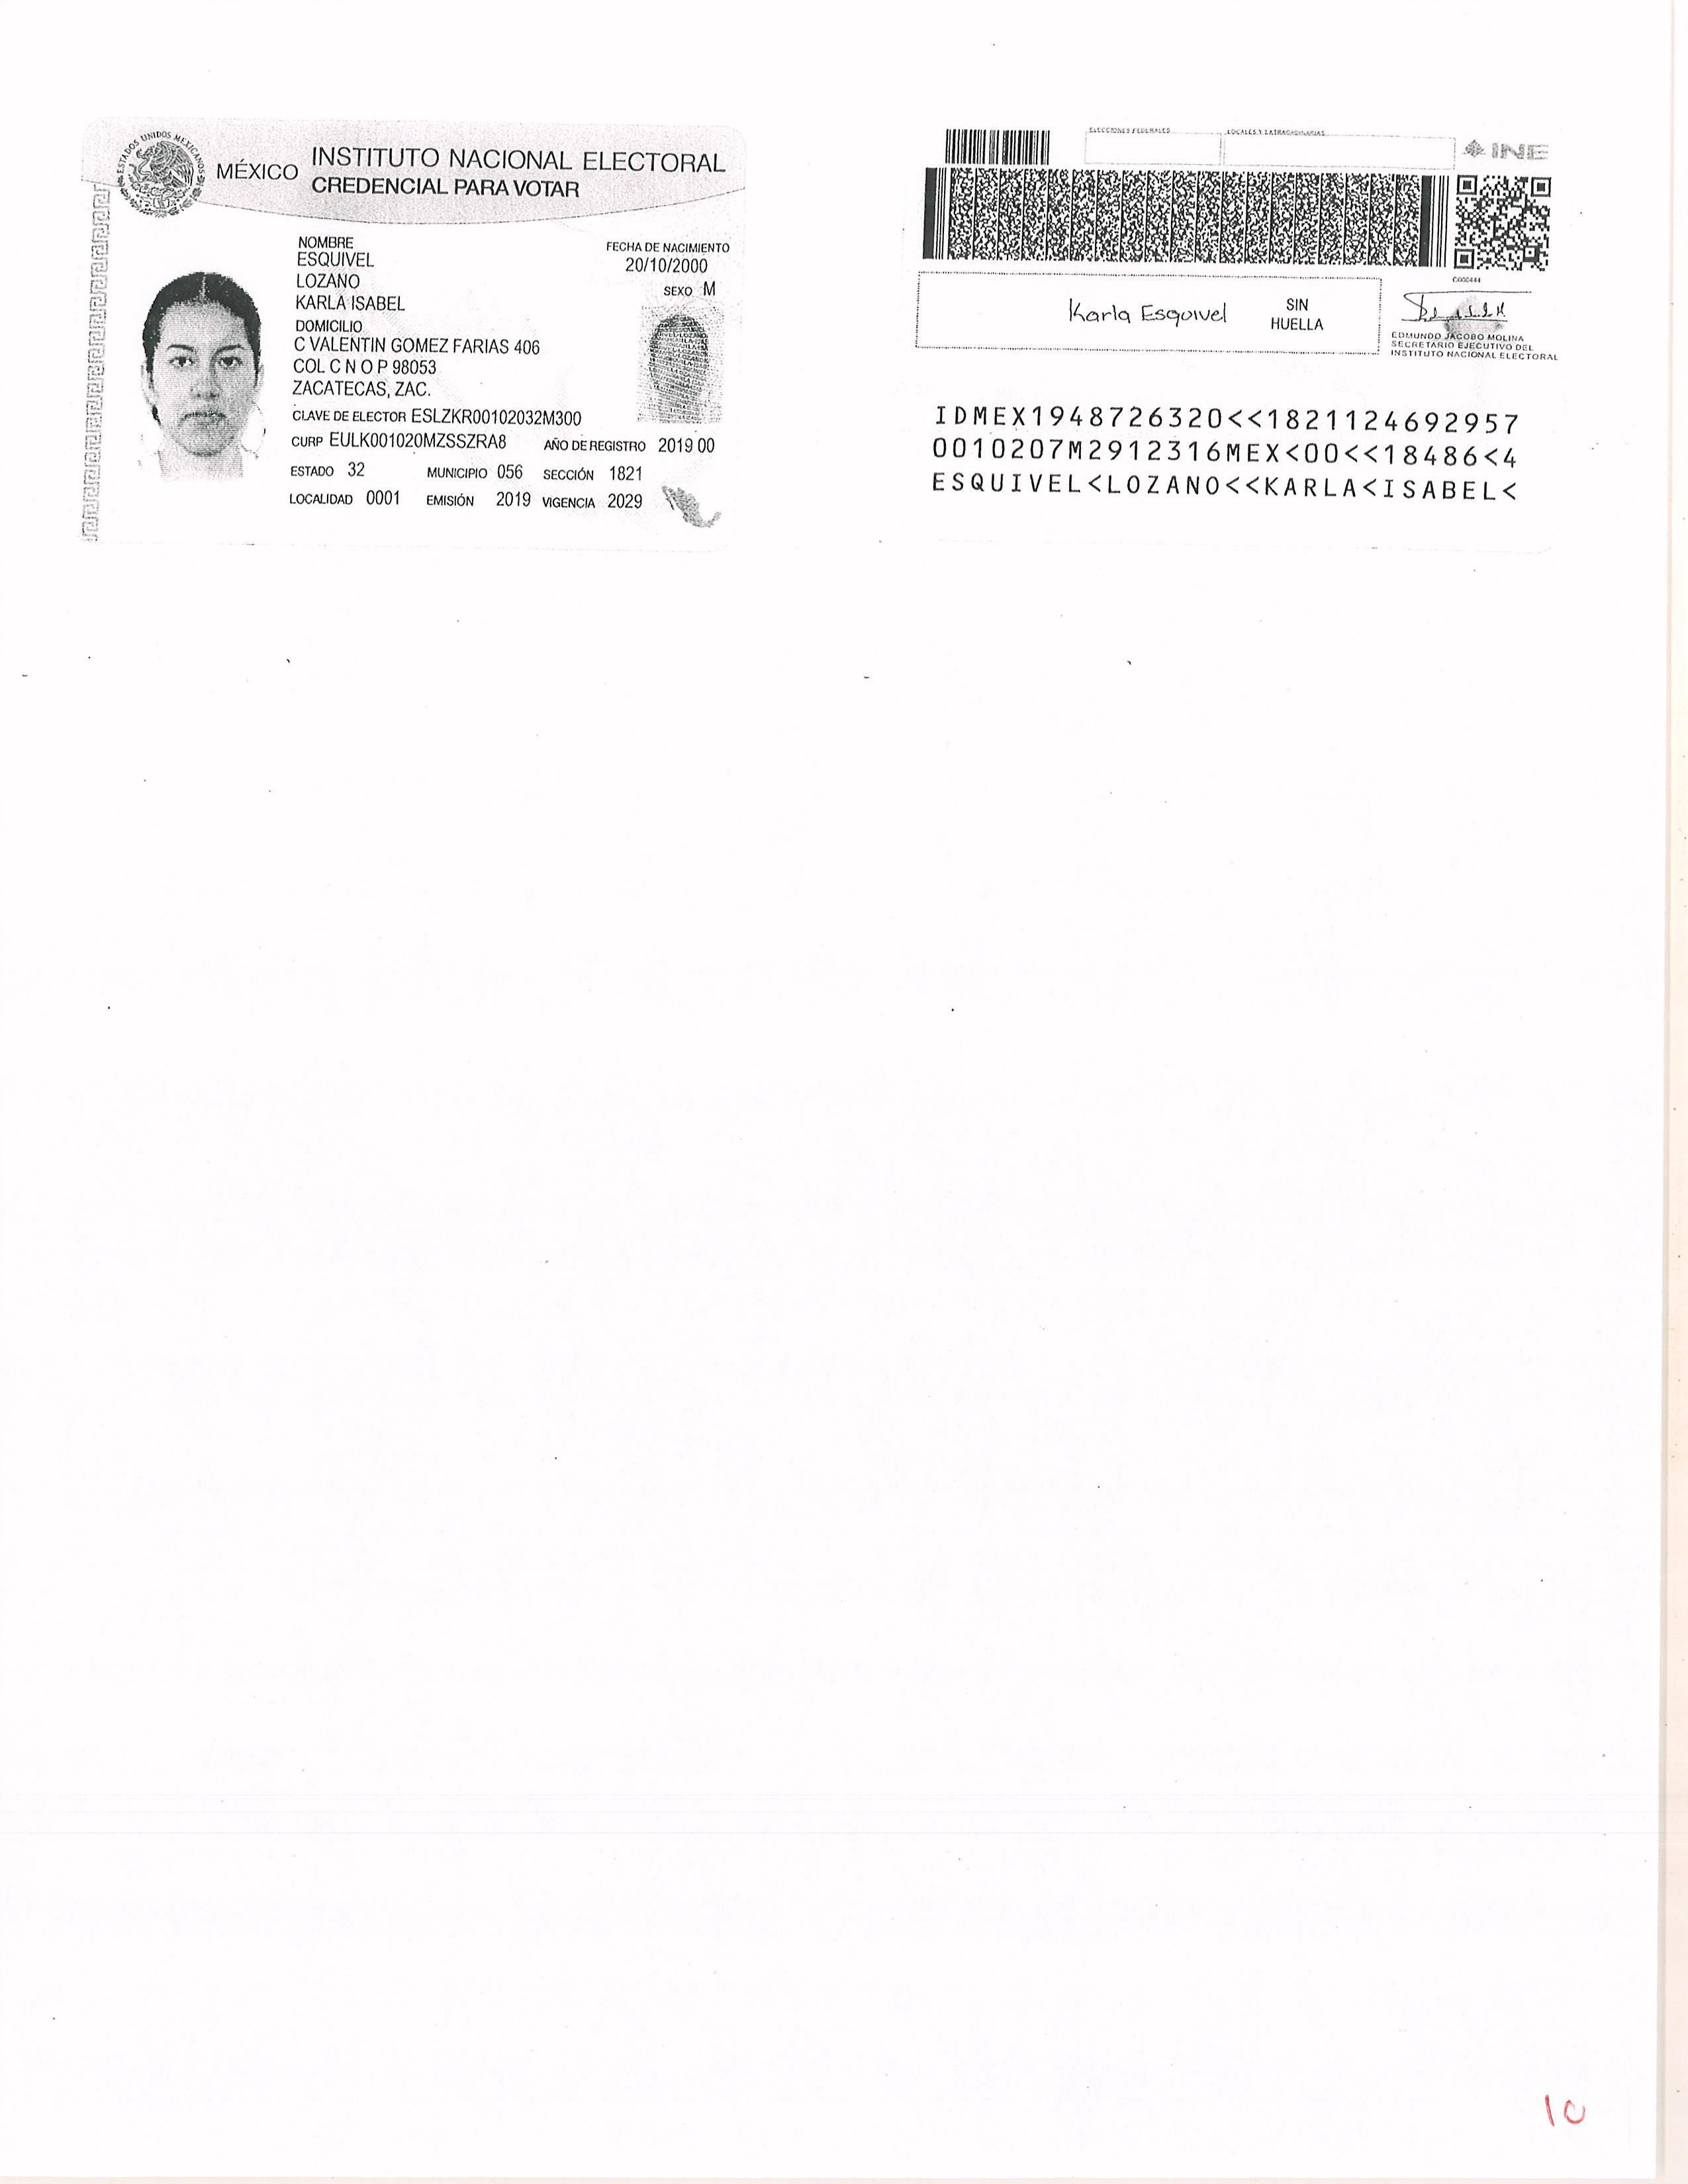 ESTADOS UNIDOS MEXICANOS
MÉXICO
INSTITUTO NACIONAL ELECTORAL
CREDENCIAL PARA VOTAR
NOMBRE
ESQUIVEL
LOZANO
KARLA ISABEL
FECHA DE NACIMIENTO
20/10/2000
SEXO M
DOMICILIO
C VALENTIN GOMEZ FARIAS 406
COL C N O P 98053
ZACATECAS, ZAC.
CLAVE DE ELECTOR ESLZKR00102032M300
CURP EULK001020MZSSZRA8 AÑO DE REGISTRO 2019 00
ESTADO 32 MUNICIPIO 056 SECCIÓN 1821
LOCALIDAD 0001 EMISIÓN 2019 VIGENCIA 2029
ELECCIONES FEDERALES LOCALES Y EXTRAORDINARIAS
INE
Karla Esquivel
SIN
HUELLA
EDMUNDO JACOBO MOLINA
SECRETARIO EJECUTIVO DEL
INSTITUTO NACIONAL ELECTORAL
IDMEX1948726320<<1821124692957
0010207M2912316MEX<00<<18486<4
ESQUIVEL<LOZANO<<KARLA<ISABEL<
10